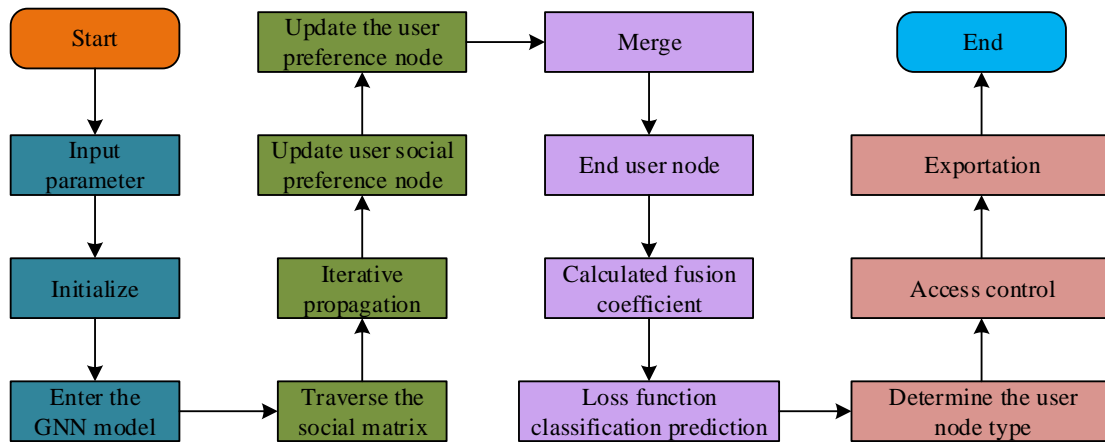 Start
Input
parameter
Initialize
Enter the
GNN model
Traverse the
social matrix
Iterative
propagation
Update user social
preference node
Update the user
preference node
Merge
End user node
Calculated fusion
coefficient
Loss function
classification prediction
Determine the user
node type
Access control
Exportation
End